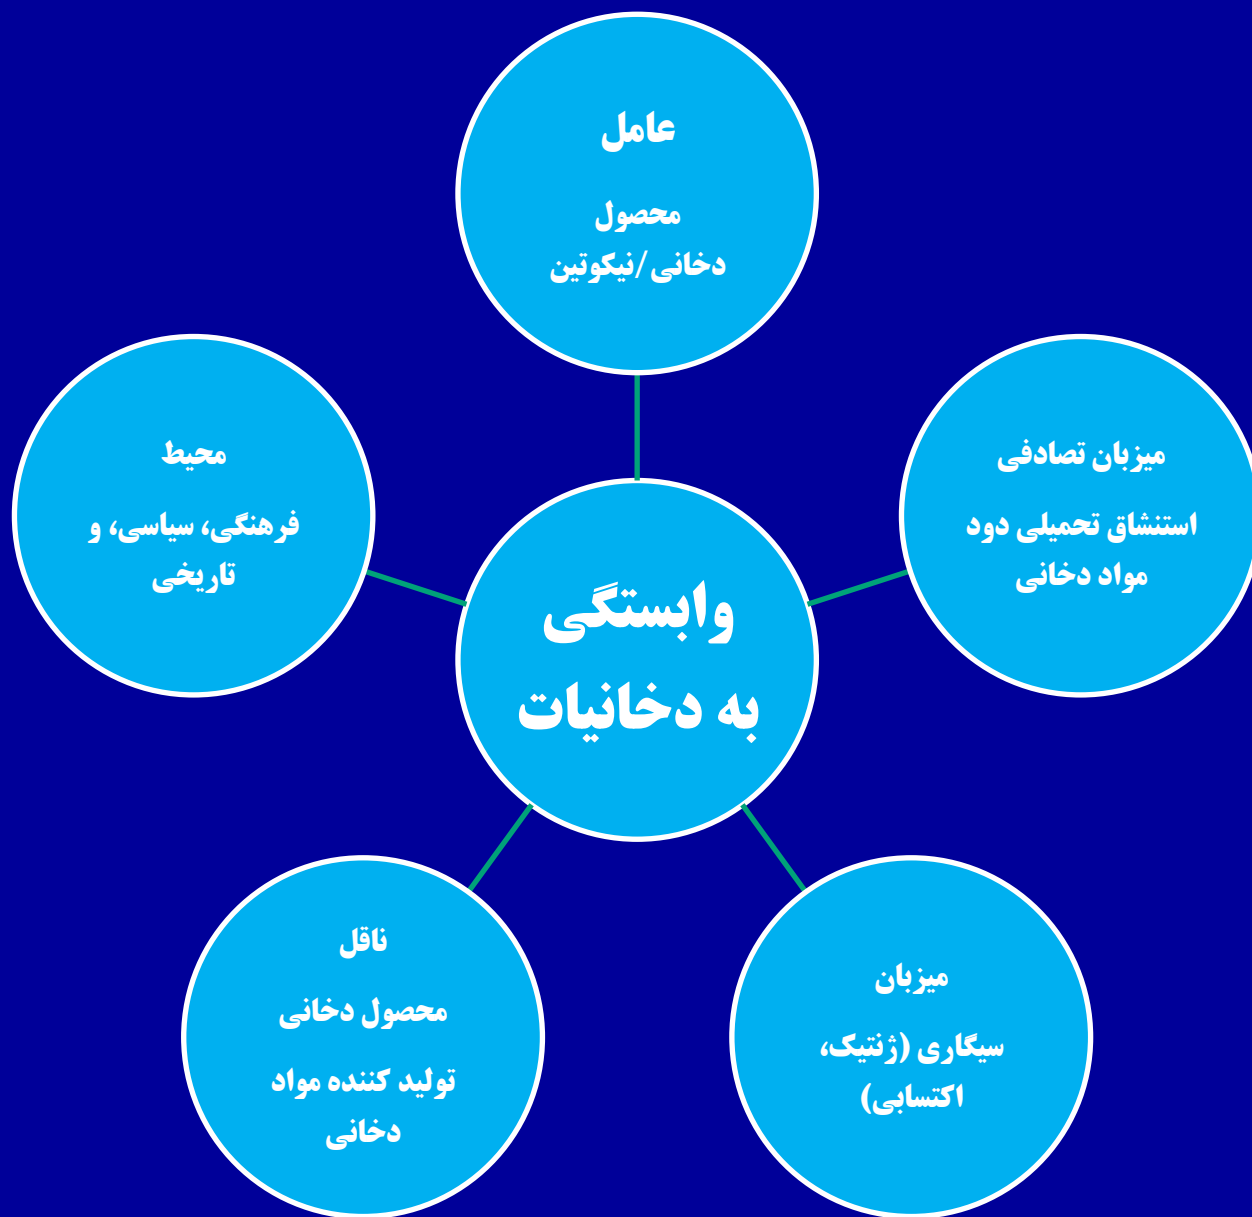 عامل
محصول
دخانی/نیکوتین
میزبان تصادفی
استنشاق تحمیلی دود
مواد دخانی
محیط
فرهنگی، سیاسی، و
تاریخی
وابستگی
به دخانیات
میزبان
سیگاری (ژنتیک،
اکتسابی)
ناقل
محصول دخانی
تولید کننده مواد
دخانی